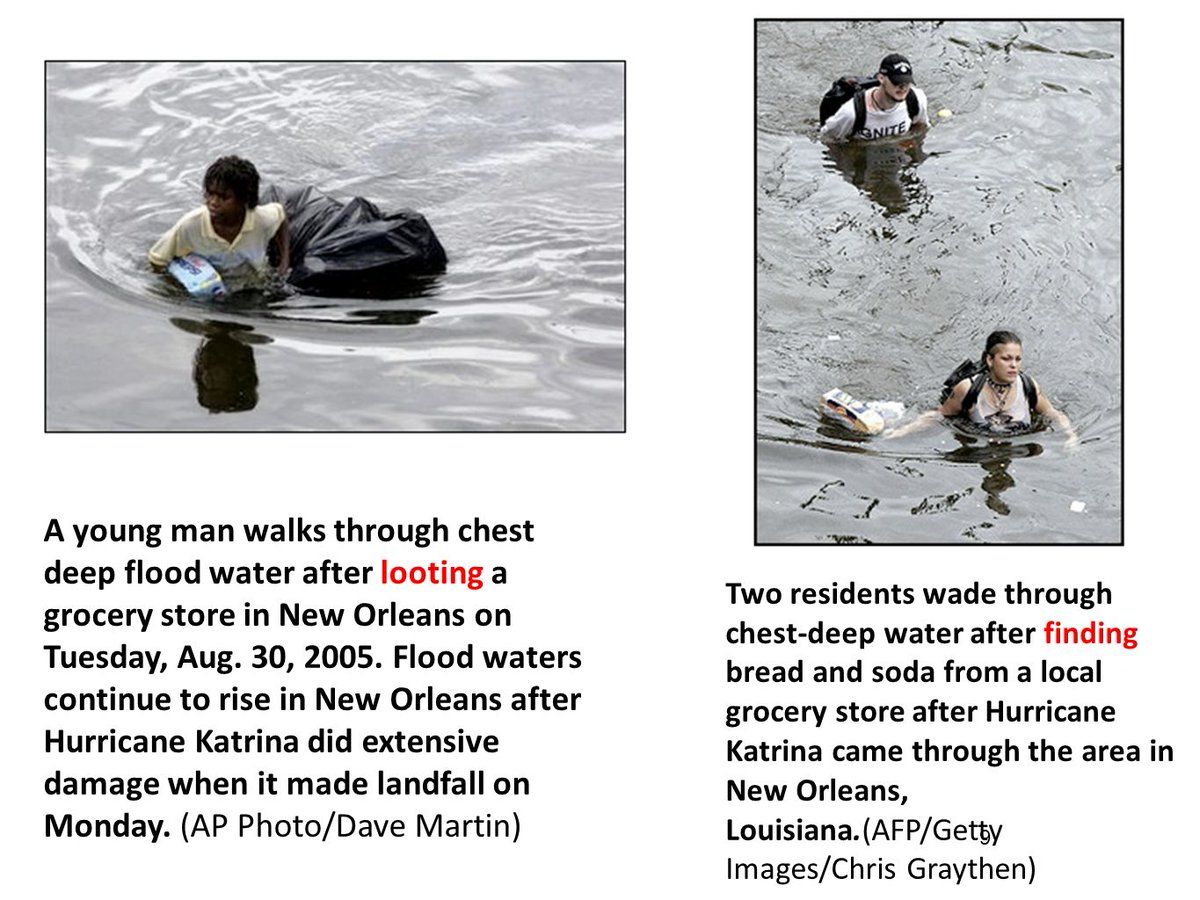 IGNITE
A young man walks through chest
deep flood water after looting a
grocery store in New Orleans on
Tuesday, Aug. 30, 2005. Flood waters
continue to rise in New Orleans after
Hurricane Katrina did extensive
damage when it made landfall on
Monday. (AP Photo/Dave Martin)
Two residents wade through
chest-deep water after finding
bread and soda from a local
grocery store after Hurricane
Katrina came through the area in
New Orleans,
Louisiana.(AFP/Getty
Images/Chris Graythen)
9